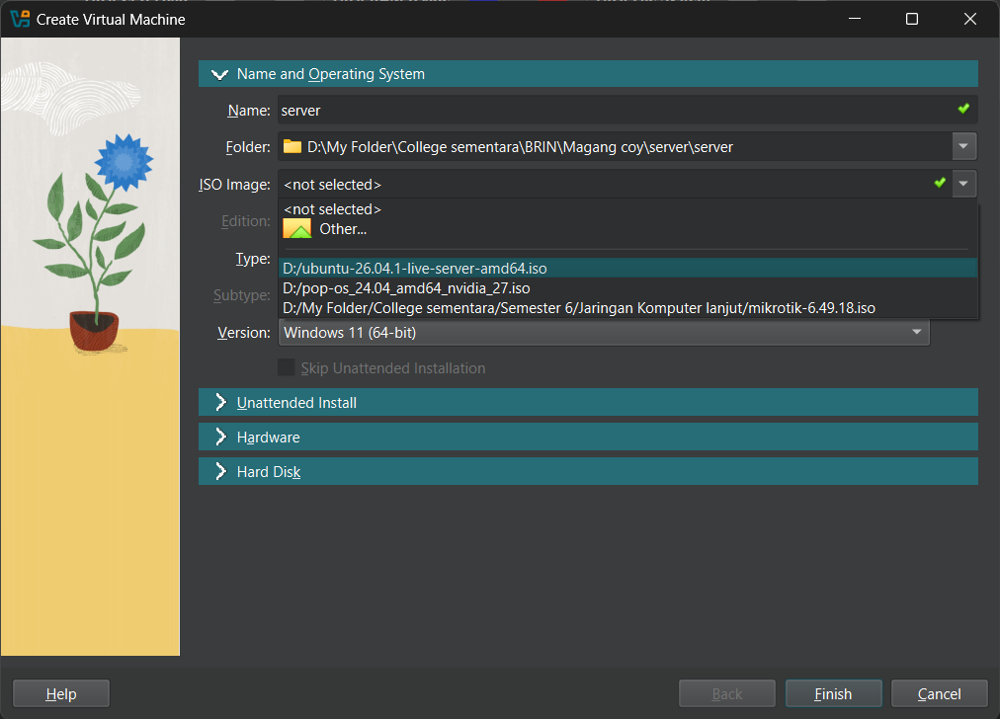 Create Virtual Machine
Name and Operating System
Name: server
Folder: D:\My Folder\College sementara\BRIN\Magang coy\server\server
ISO Image: <not selected>
<not selected>
Edition:
Other...
Type:
D:/ubuntu-26.04.1-live-server-amd64.iso
D:/pop-os_24.04_amd64_nvidia_27.iso
Subtype:
D:/My Folder/College sementara/Semester 6/Jaringan Komputer lanjut/mikrotik-6.49.18.iso
Version: Windows 11 (64-bit)
Skip Unattended Installation
Unattended Install
Hardware
Hard Disk
Help
Back
Finish
Cancel